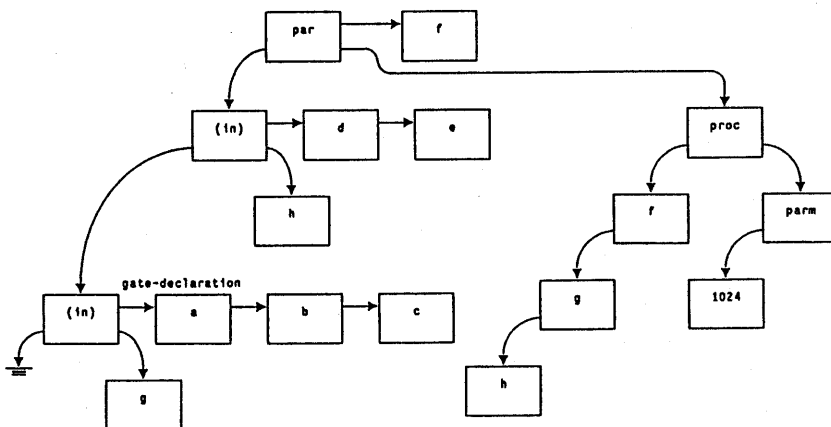 par
f
(in)
d
e
proc
h
f
parm
gate-declaration
(in)
a
b
c
g
1024
g
h